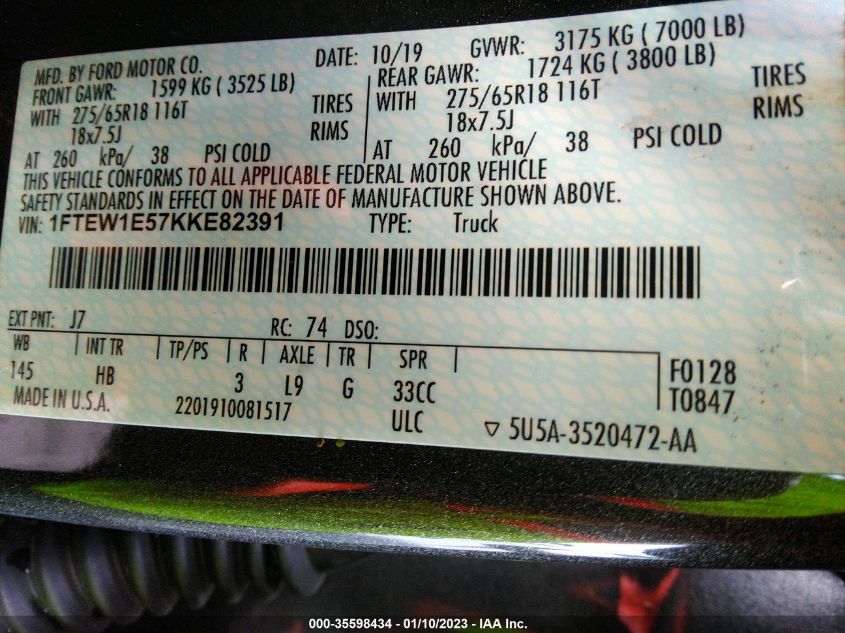 MFD. BY FORD MOTOR CO.
DATE: 10/19 GVWR: 3175 KG ( 7000 LB)
FRONT GAWR: 1599 KG ( 3525 LB) REAR GAWR: 1724 KG ( 3800 LB)
WITH 275/65R18 116T TIRES WITH 275/65R18 116T TIRES
18x7.5J RIMS 18x7.5J RIMS
AT 260 kPa/ 38 PSI COLD AT 260 kPa/ 38 PSI COLD
THIS VEHICLE CONFORMS TO ALL APPLICABLE FEDERAL MOTOR VEHICLE
SAFETY STANDARDS IN EFFECT ON THE DATE OF MANUFACTURE SHOWN ABOVE.
VIN: 1FTEW1E57KKE82391 TYPE: Truck
EXT PNT: J7 RC: 74 DSO:
WB INT TR TP/PS R AXLE TR SPR
145 HB 3 L9 G 33CC F0128
T0847
MADE IN U.S.A. 2201910081517 ULC ▽ 5U5A-3520472-AA
000-35598434 - 01/10/2023 - IAA Inc.